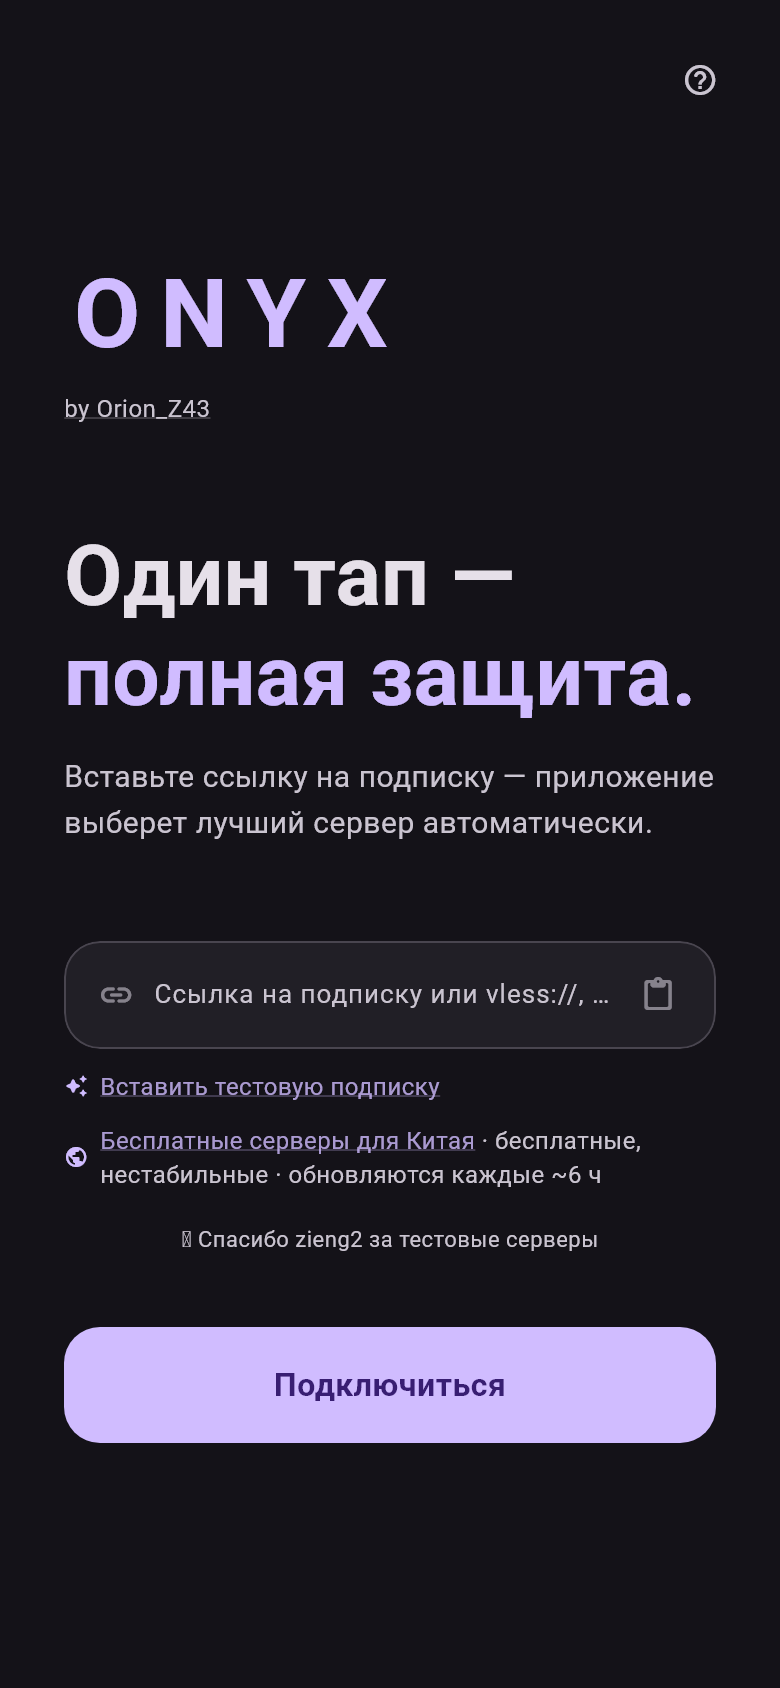 ONYX
by Orion_Z43
Один тап —
полная защита.
Вставьте ссылку на подписку — приложение
выберет лучший сервер автоматически.
Ссылка на подписку или vless://, ...
Вставить тестовую подписку
Бесплатные серверы для Китая · бесплатные,
нестабильные · обновляются каждые ~6 ч
Спасибо zieng2 за тестовые серверы
Подключиться